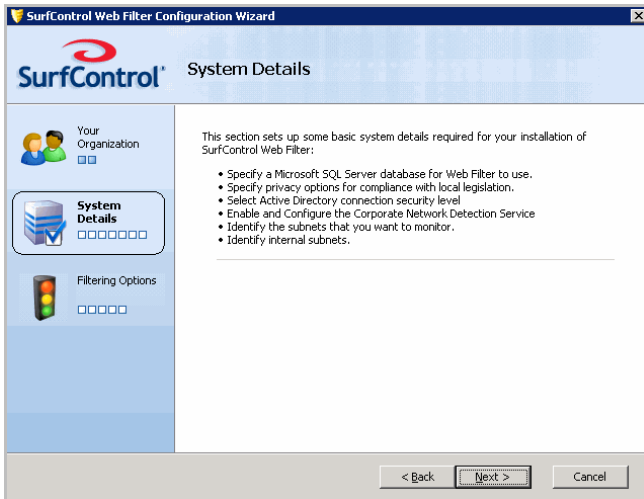 SurfControl Web Filter Configuration Wizard
SurfControl
System Details
Your
Organization
System
Details
Filtering Options
This section sets up some basic system details required for your installation of
SurfControl Web Filter:
• Specify a Microsoft SQL Server database for Web Filter to use.
• Specify privacy options for compliance with local legislation.
• Select Active Directory connection security level
• Enable and Configure the Corporate Network Detection Service
• Identify the subnets that you want to monitor.
• Identify internal subnets.
< Back
Next >
Cancel